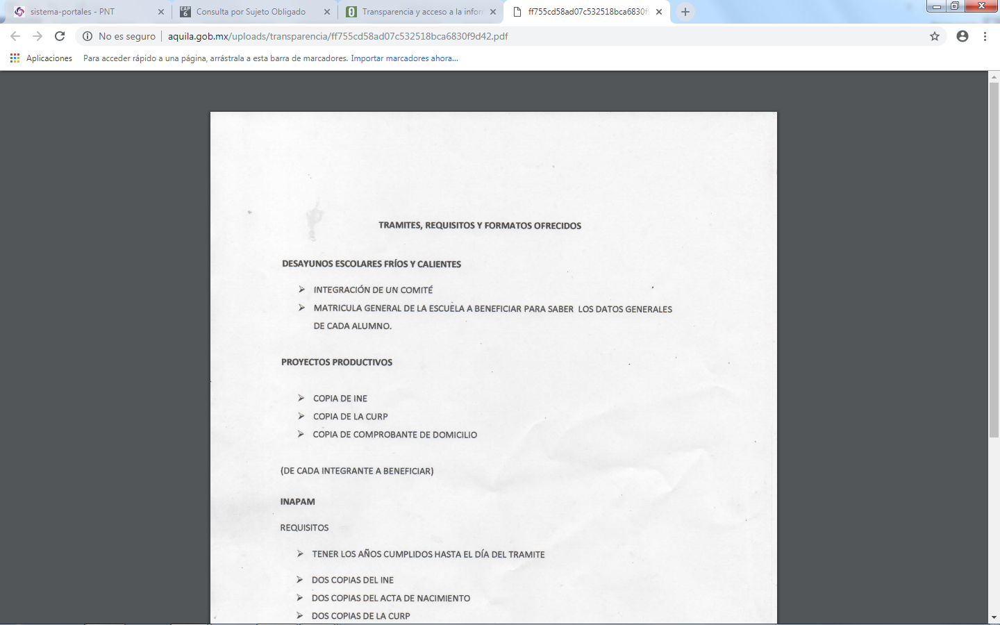 sistema-portales - PNT
Consulta por Sujeto Obligado
Transparencia y acceso a la infor
ff755cd58ad07c532518bca6830f9
No es seguro
aquila.gob.mx/uploads/transparencia/ff755cd58ad07c532518bca6830f9d42.pdf
Aplicaciones
Para acceder rápido a una página, arrástrala a esta barra de marcadores. Importar marcadores ahora...
TRAMITES, REQUISITOS Y FORMATOS OFRECIDOS
DESAYUNOS ESCOLARES FRÍOS Y CALIENTES
➢ INTEGRACIÓN DE UN COMITÉ
➢ MATRICULA GENERAL DE LA ESCUELA A BENEFICIAR PARA SABER LOS DATOS GENERALES
DE CADA ALUMNO.
PROYECTOS PRODUCTIVOS
➢ COPIA DE INE
➢ COPIA DE LA CURP
➢ COPIA DE COMPROBANTE DE DOMICILIO
(DE CADA INTEGRANTE A BENEFICIAR)
INAPAM
REQUISITOS
➢ TENER LOS AÑOS CUMPLIDOS HASTA EL DÍA DEL TRAMITE
➢ DOS COPIAS DEL INE
➢ DOS COPIAS DEL ACTA DE NACIMIENTO
➢ DOS COPIAS DE LA CURP